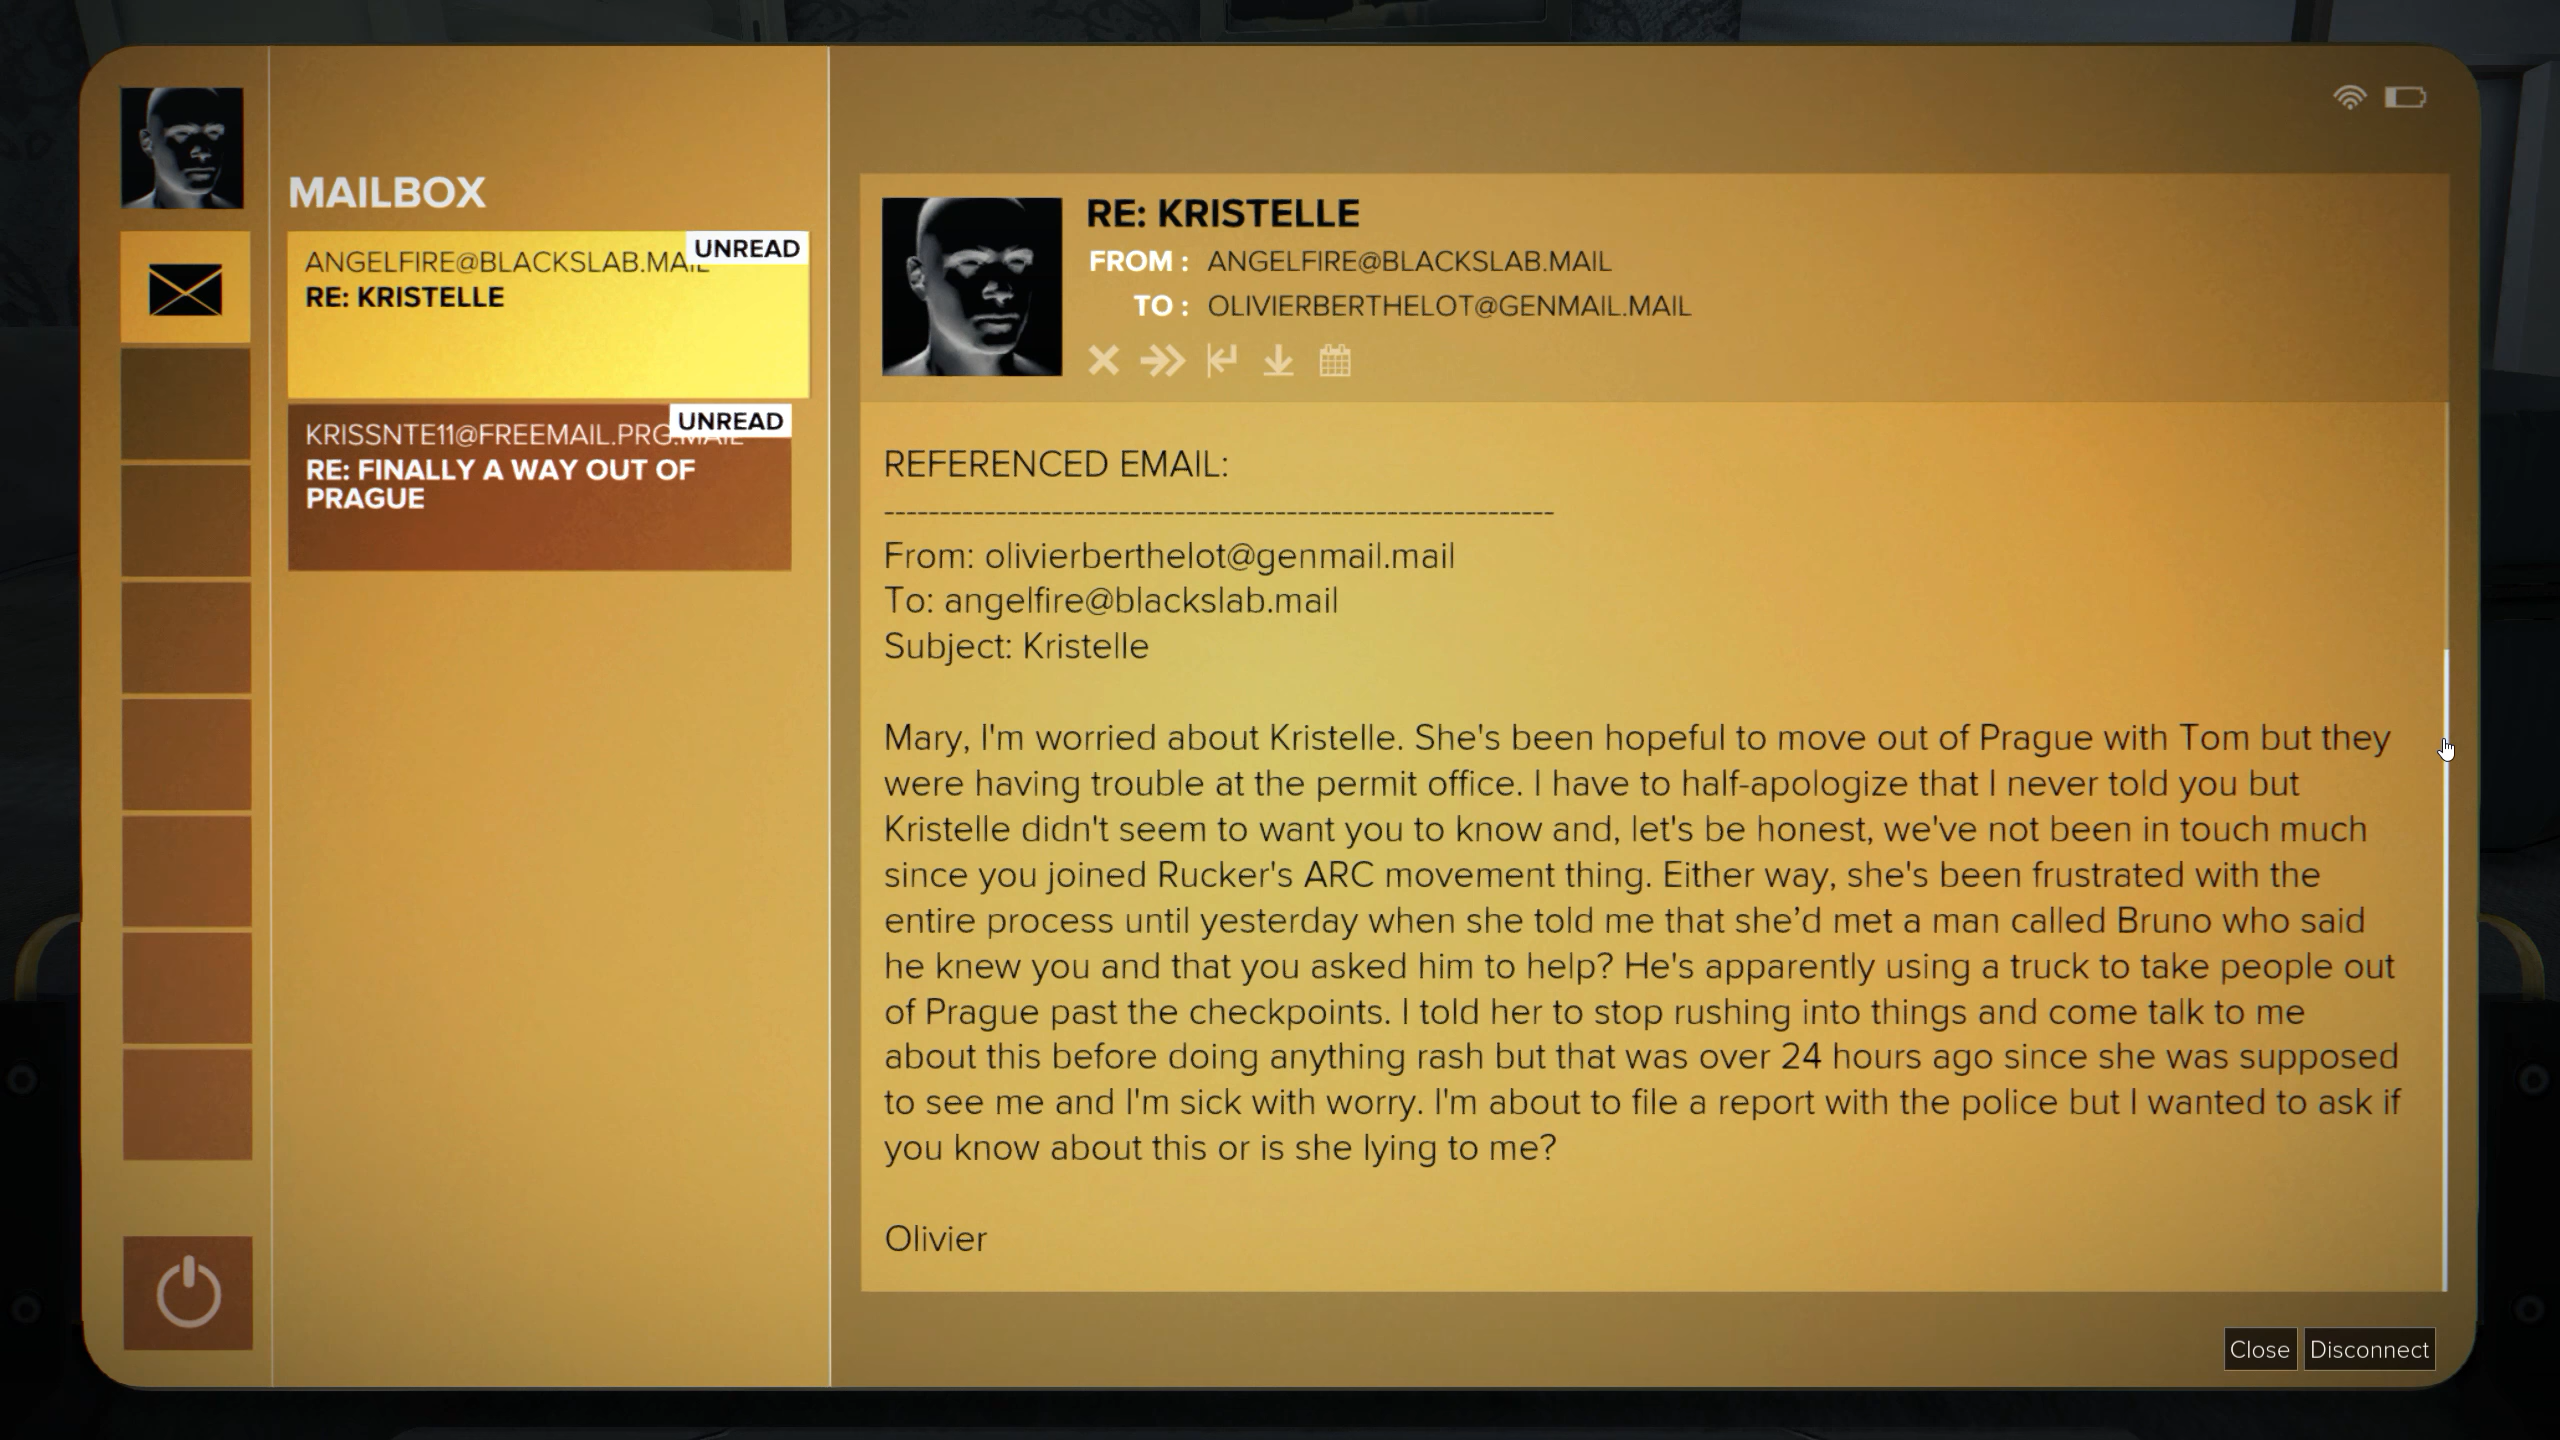 MAILBOX
ANGELFIRE@BLACKSLAB.MAIL
UNREAD
RE: KRISTELLE
KRISSNTE11@FREEMAIL.PRG.MAIL
UNREAD
RE: FINALLY A WAY OUT OF
PRAGUE
RE: KRISTELLE
FROM : ANGELFIRE@BLACKSLAB.MAIL
TO : OLIVIERBERTHELOT@GENMAIL.MAIL
REFERENCED EMAIL:
------------------------------------------------------------
From: olivierberthelot@genmail.mail
To: angelfire@blackslab.mail
Subject: Kristelle
Mary, I'm worried about Kristelle. She's been hopeful to move out of Prague with Tom but they
were having trouble at the permit office. I have to half-apologize that I never told you but
Kristelle didn't seem to want you to know and, let's be honest, we've not been in touch much
since you joined Rucker's ARC movement thing. Either way, she's been frustrated with the
entire process until yesterday when she told me that she’d met a man called Bruno who said
he knew you and that you asked him to help? He's apparently using a truck to take people out
of Prague past the checkpoints. I told her to stop rushing into things and come talk to me
about this before doing anything rash but that was over 24 hours ago since she was supposed
to see me and I'm sick with worry. I'm about to file a report with the police but I wanted to ask if
you know about this or is she lying to me?
Olivier
Close Disconnect